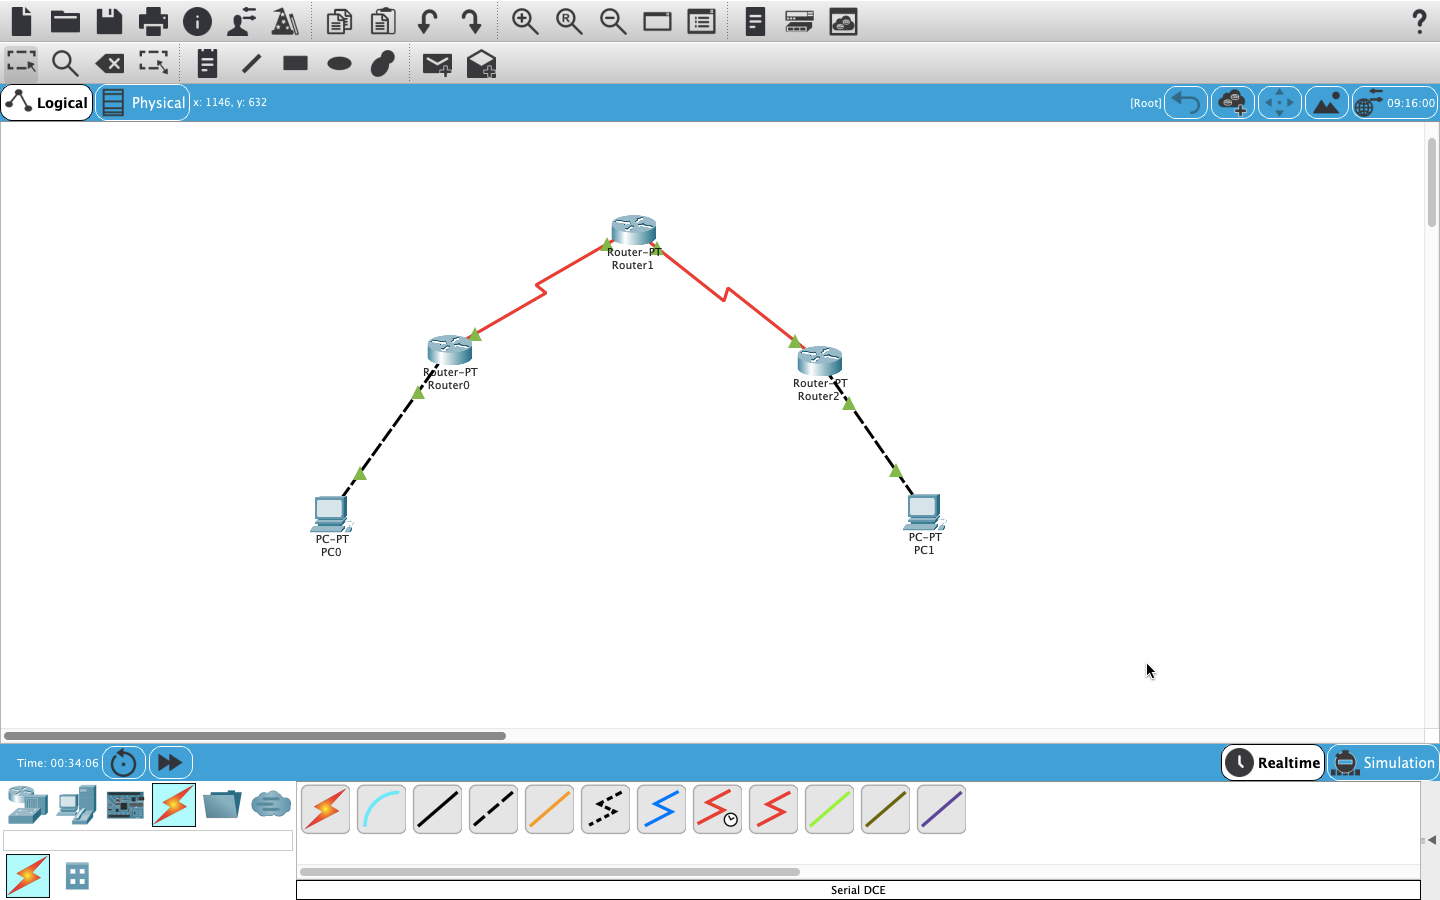 ?
R
Logical
Physical
x: 1146, y: 632
[Root]
09:16:00
Router-PT
Router1
Router-PT
Router0
Router-PT
Router2
PC-PT
PC0
PC-PT
PC1
Time: 00:34:06
Realtime
Simulation
Serial DCE